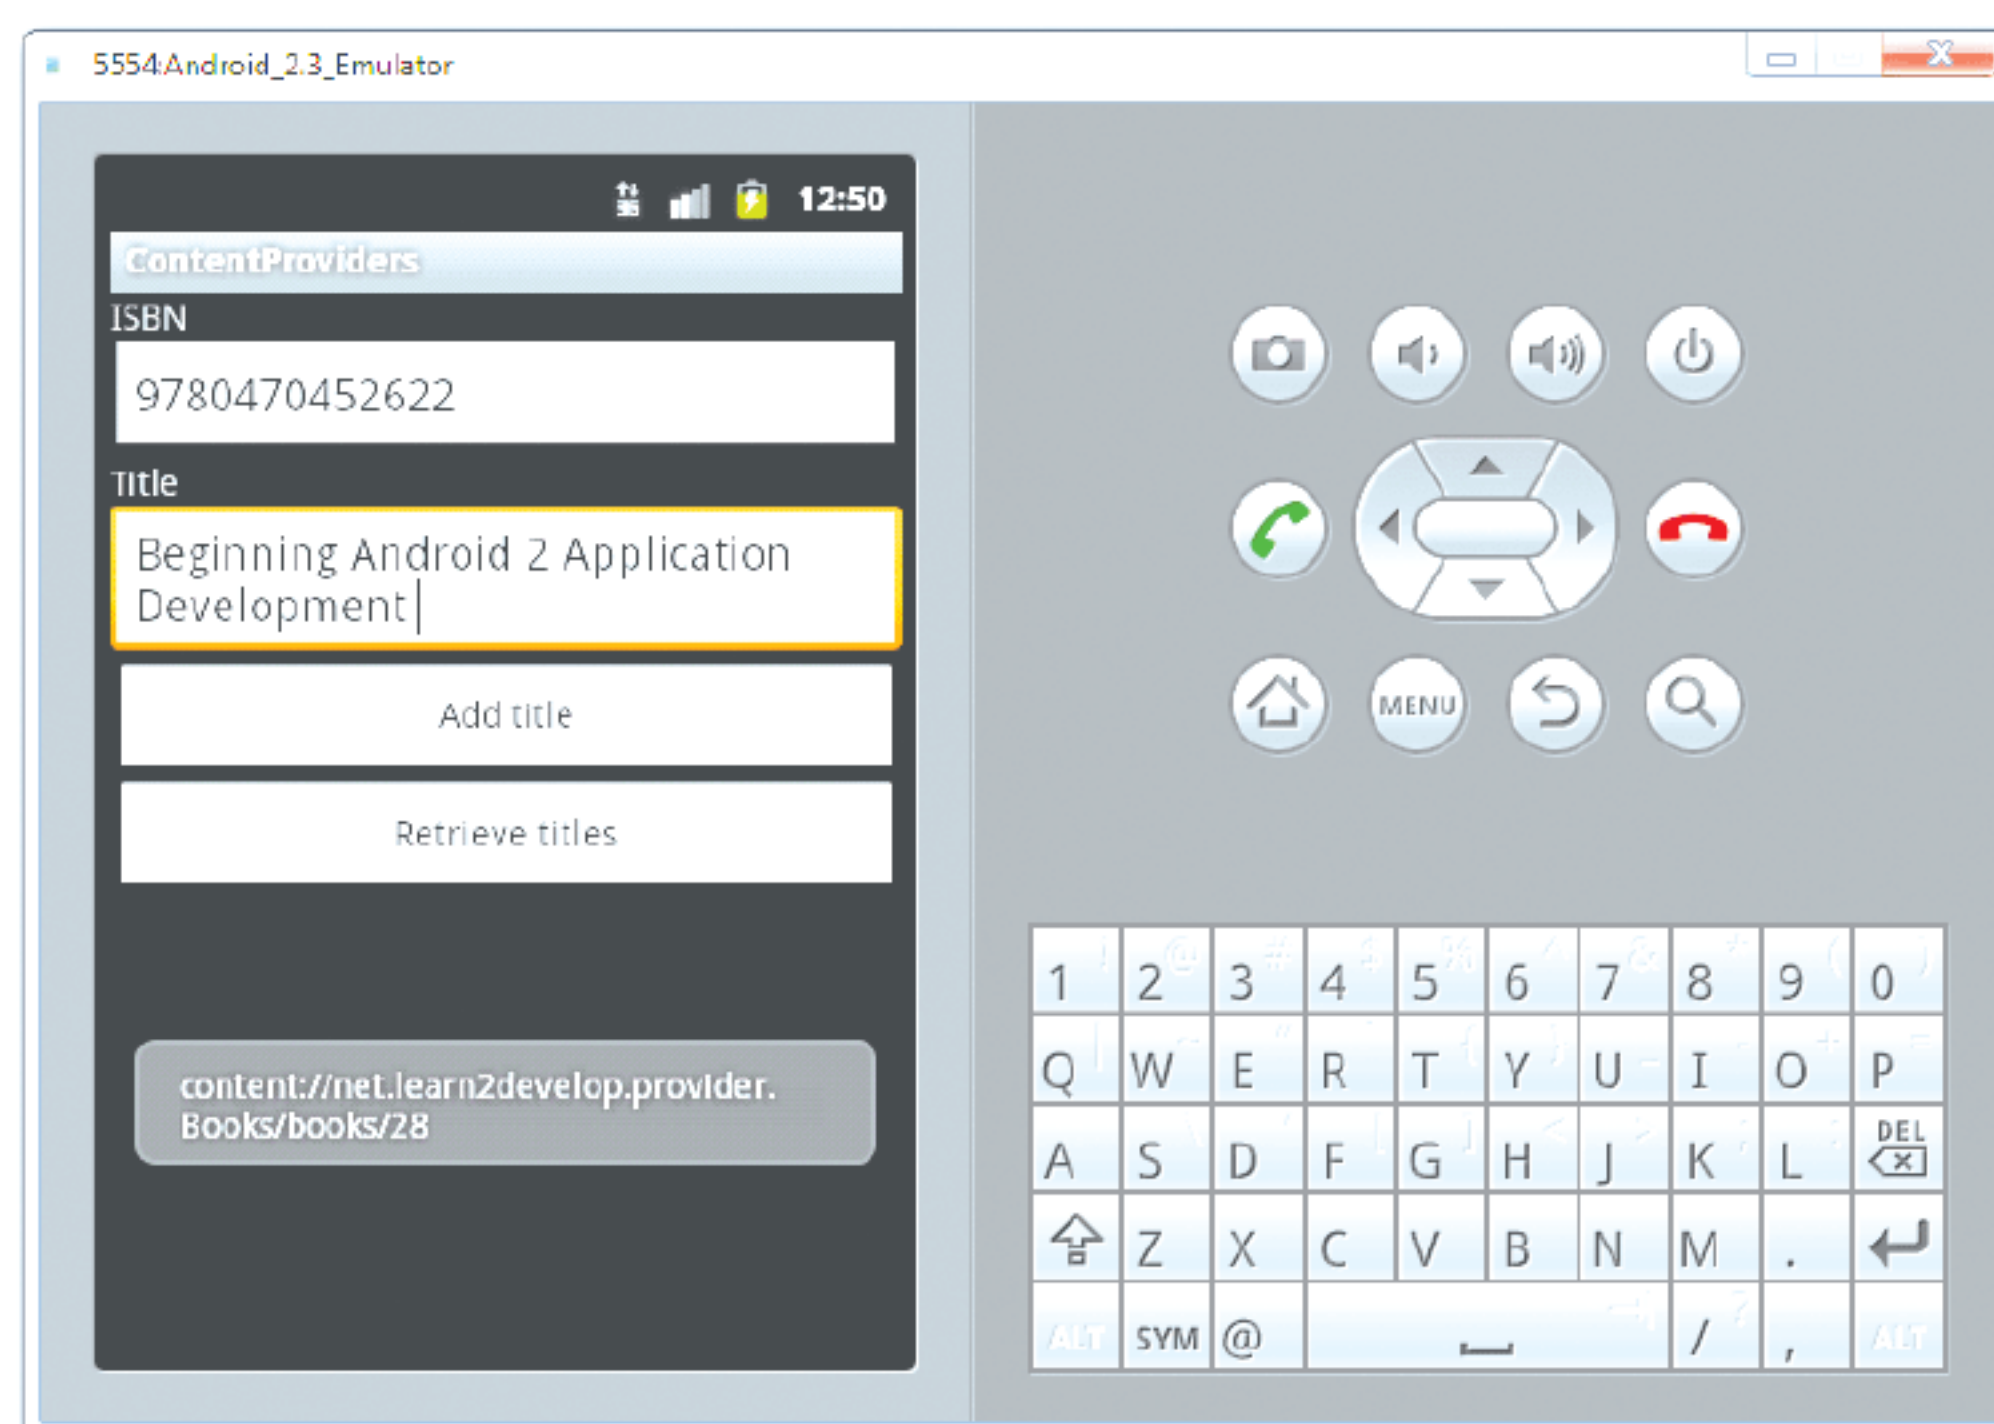 5554:Android_2.3_Emulator
3G 12:50
ContentProviders
ISBN
9780470452622
Title
Beginning Android 2 Application
Development
Add title
Retrieve titles
content://net.learn2develop.provider.
Books/books/28
MENU
1 ! 2 @ 3 # 4 $ 5 % 6 ^ 7 & 8 * 9 ( 0 )
Q | W ~ E " R ` T { Y } U _ I - O + P =
A S \ D ' F [ G ] H < J > K ; L : DEL
Z X C V B N M .
ALT SYM @ / ? , ALT